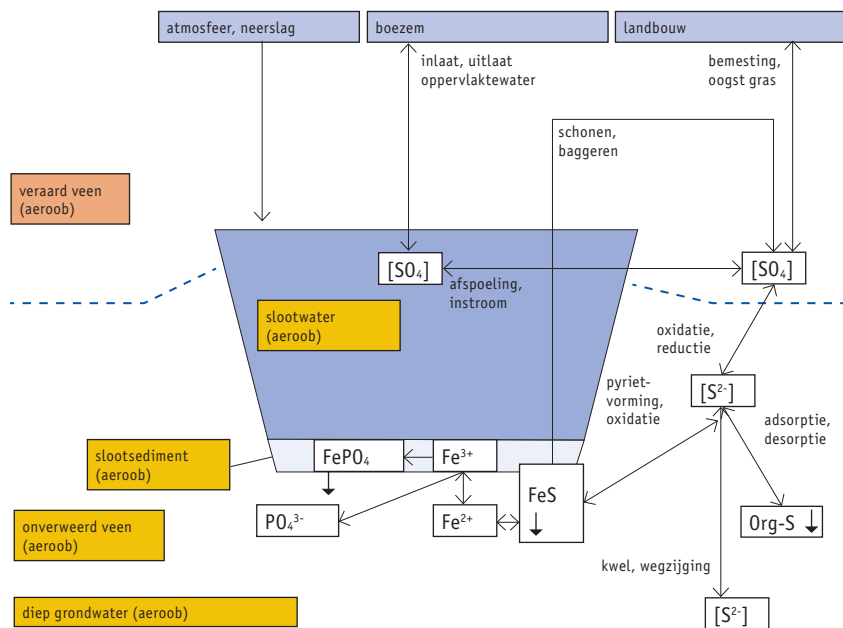 atmosfeer, neerslag
boezem
landbouw
inlaat, uitlaat
oppervlaktewater
bemesting,
oogst gras
schonen,
baggeren
veraard veen
(aeroob)
[SO₄]
[SO₄]
afspoeling,
instroom
slootwater
(aeroob)
oxidatie,
reductie
[S²⁻]
pyriet-
vorming,
oxidatie
adsorptie,
desorptie
slootsediment
(aeroob)
FePO₄
Fe³⁺
FeS
PO₄³⁻
Fe²⁺
Org-S
onverweerd veen
(aeroob)
kwel, wegzijging
diep grondwater (aeroob)
[S²⁻]